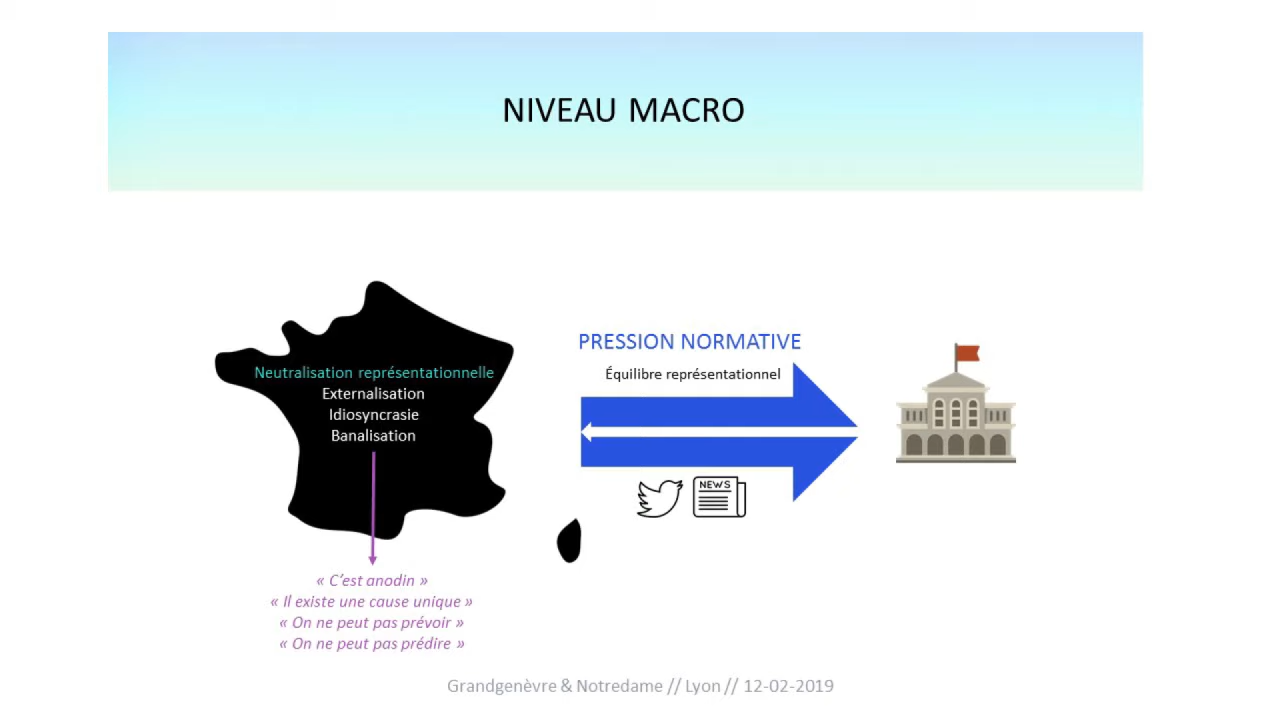 NIVEAU MACRO
PRESSION NORMATIVE
Équilibre représentationnel
Neutralisation représentationnelle
Externalisation
Idiosyncrasie
Banalisation
NEWS
« C’est anodin »
« Il existe une cause unique »
« On ne peut pas prévoir »
« On ne peut pas prédire »
Grandgenèvre & Notredame // Lyon // 12-02-2019